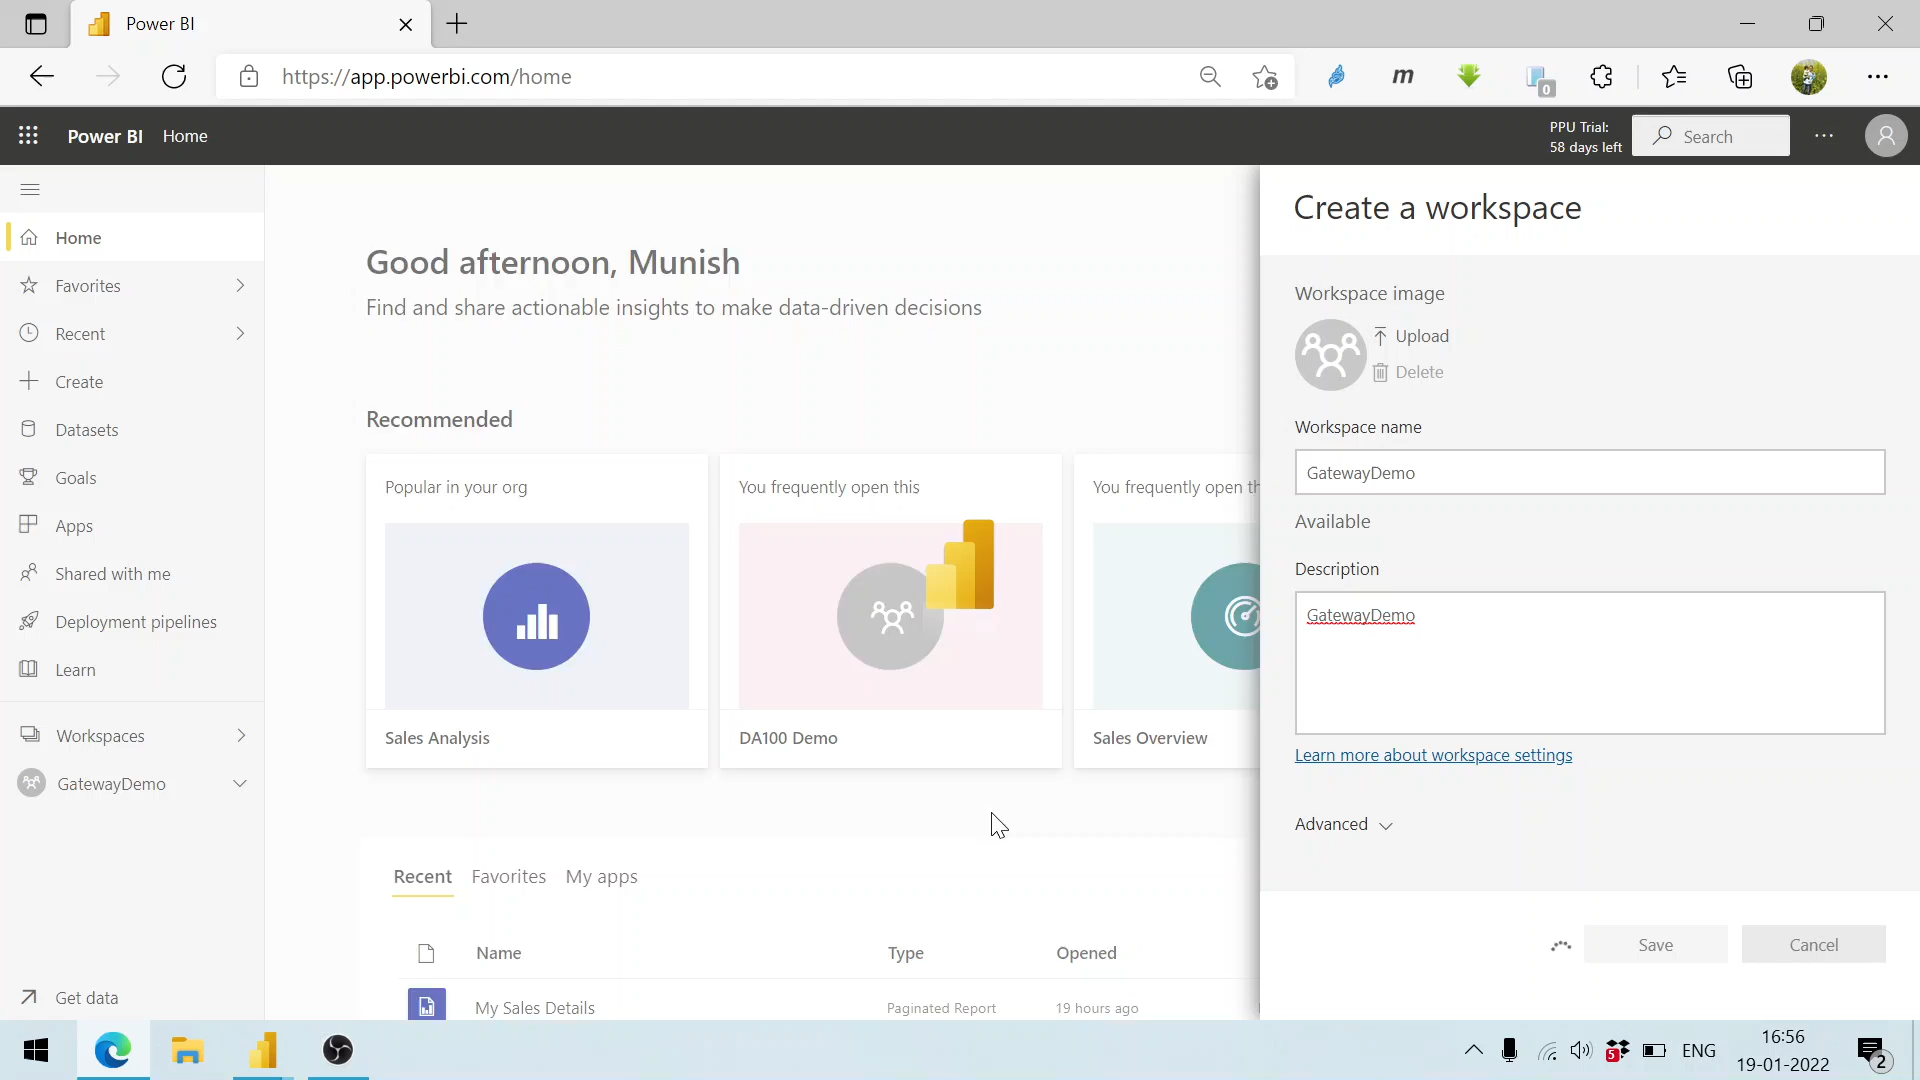 Power BI
https://app.powerbi.com/home
m
0
Power BI
Home
PPU Trial:
58 days left
Search
Create a workspace
Home
Favorites
Recent
Create
Datasets
Goals
Apps
Shared with me
Deployment pipelines
Learn
Workspaces
GatewayDemo
Get data
Good afternoon, Munish
Find and share actionable insights to make data-driven decisions
Recommended
Popular in your org
Sales Analysis
You frequently open this
DA100 Demo
You frequently open th
Sales Overview
Recent
Favorites
My apps
Name
Type
Opened
My Sales Details
Paginated Report
19 hours ago
Workspace image
Upload
Delete
Workspace name
GatewayDemo
Available
Description
GatewayDemo
Learn more about workspace settings
Advanced
Save
Cancel
5
ENG
16:56
19-01-2022
2